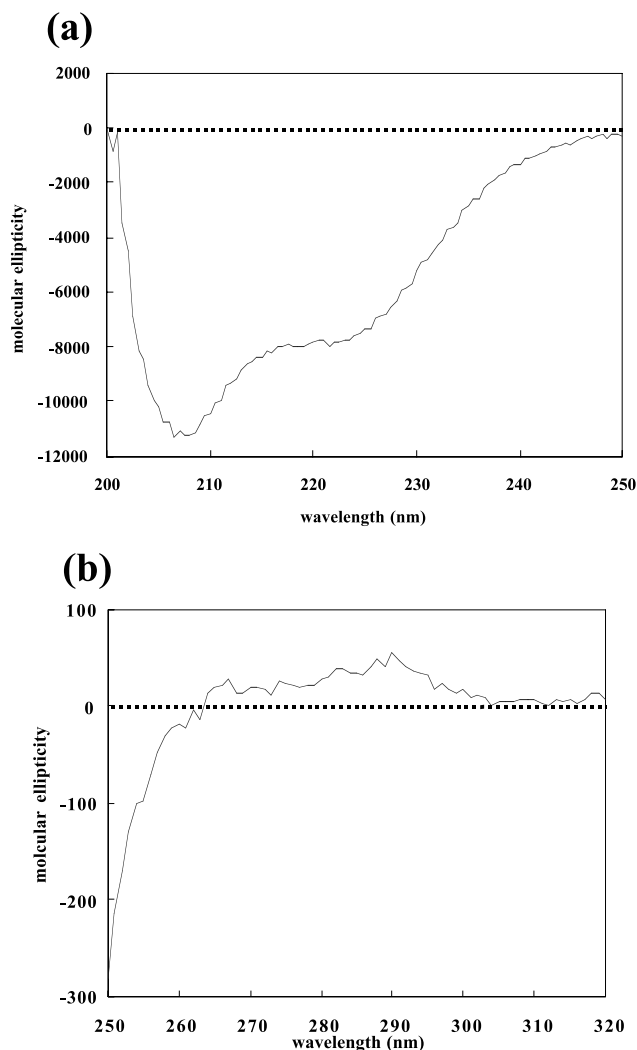 (a)
2000
0
-2000
-4000
-6000
-8000
-10000
-12000
molecular ellipticity
200 210 220 230 240 250
wavelength (nm)
(b)
100
0
-100
-200
-300
molcular ellipticity
250 260 270 280 290 300 310 320
wavelength (nm)